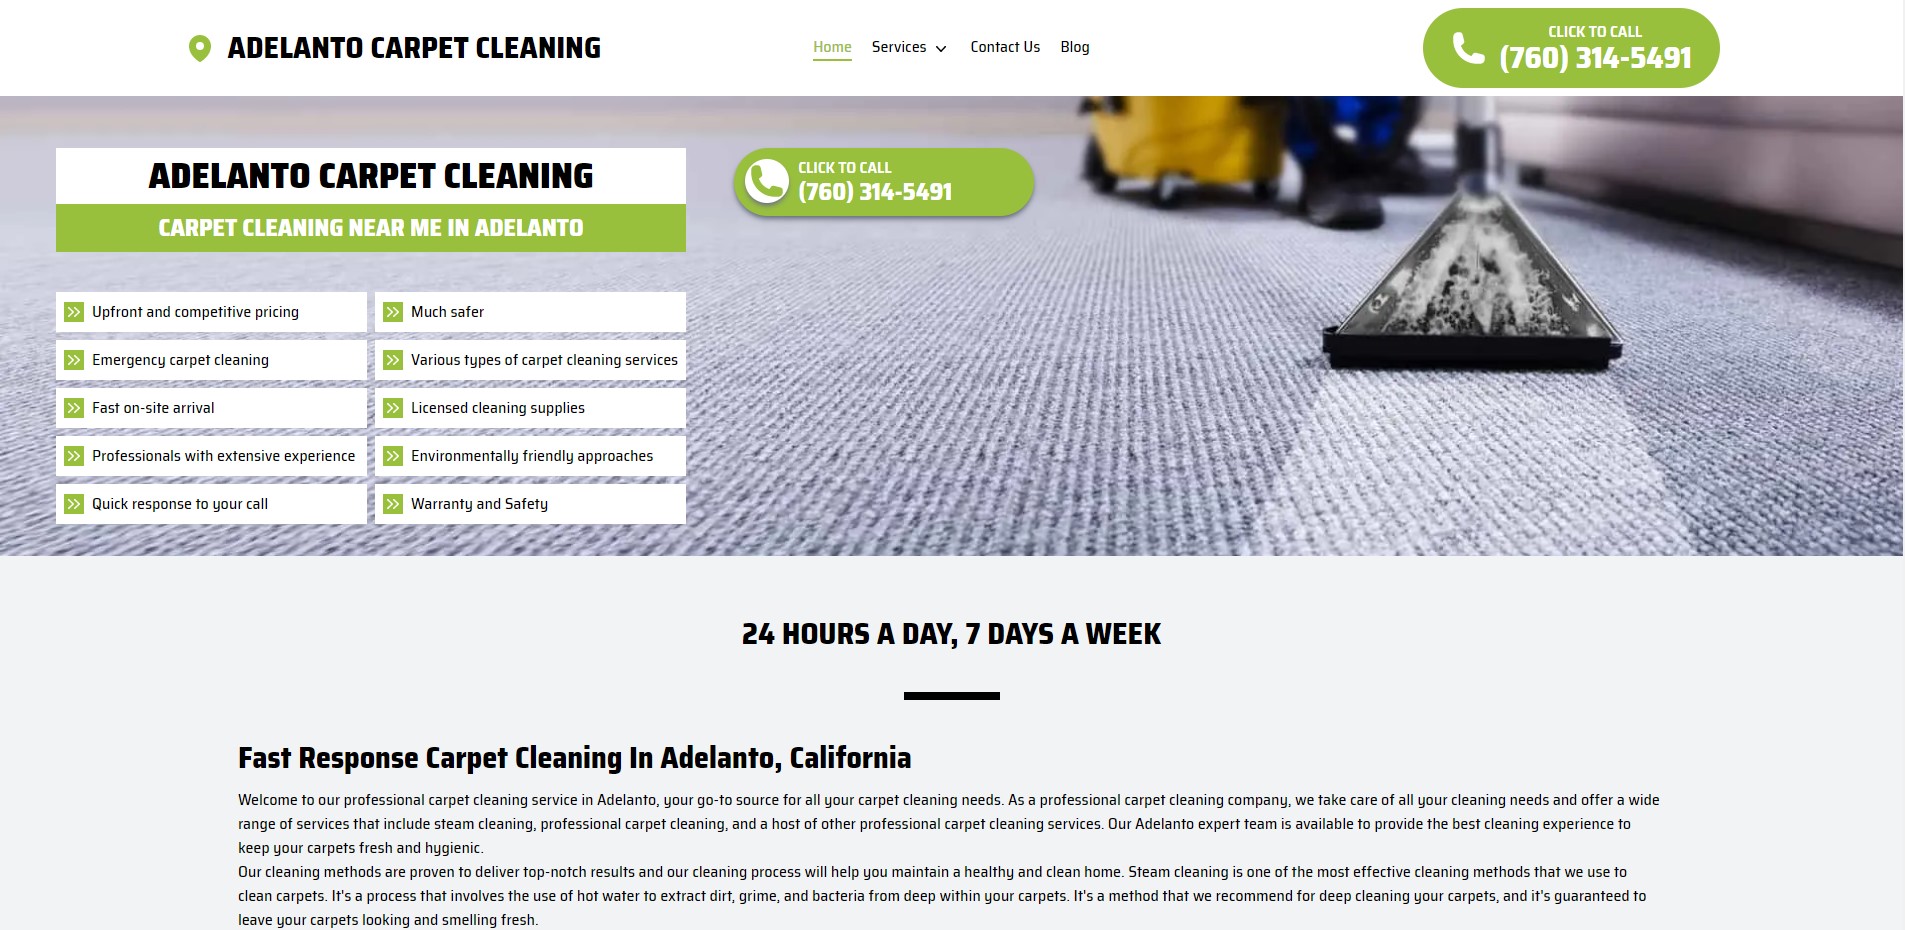 ADELANTO CARPET CLEANING
Home Services Contact Us Blog
CLICK TO CALL
(760) 314-5491
ADELANTO CARPET CLEANING
CARPET CLEANING NEAR ME IN ADELANTO
CLICK TO CALL
(760) 314-5491
Upfront and competitive pricing
Much safer
Emergency carpet cleaning
Various types of carpet cleaning services
Fast on-site arrival
Licensed cleaning supplies
Professionals with extensive experience
Environmentally friendly approaches
Quick response to your call
Warranty and Safety
24 HOURS A DAY, 7 DAYS A WEEK
Fast Response Carpet Cleaning In Adelanto, California
Welcome to our professional carpet cleaning service in Adelanto, your go-to source for all your carpet cleaning needs. As a professional carpet cleaning company, we take care of all your cleaning needs and offer a wide
range of services that include steam cleaning, professional carpet cleaning, and a host of other professional carpet cleaning services. Our Adelanto expert team is available to provide the best cleaning experience to
keep your carpets fresh and hygienic.
Our cleaning methods are proven to deliver top-notch results and our cleaning process will help you maintain a healthy and clean home. Steam cleaning is one of the most effective cleaning methods that we use to
clean carpets. It's a process that involves the use of hot water to extract dirt, grime, and bacteria from deep within your carpets. It's a method that we recommend for deep cleaning your carpets, and it's guaranteed to
leave your carpets looking and smelling fresh.